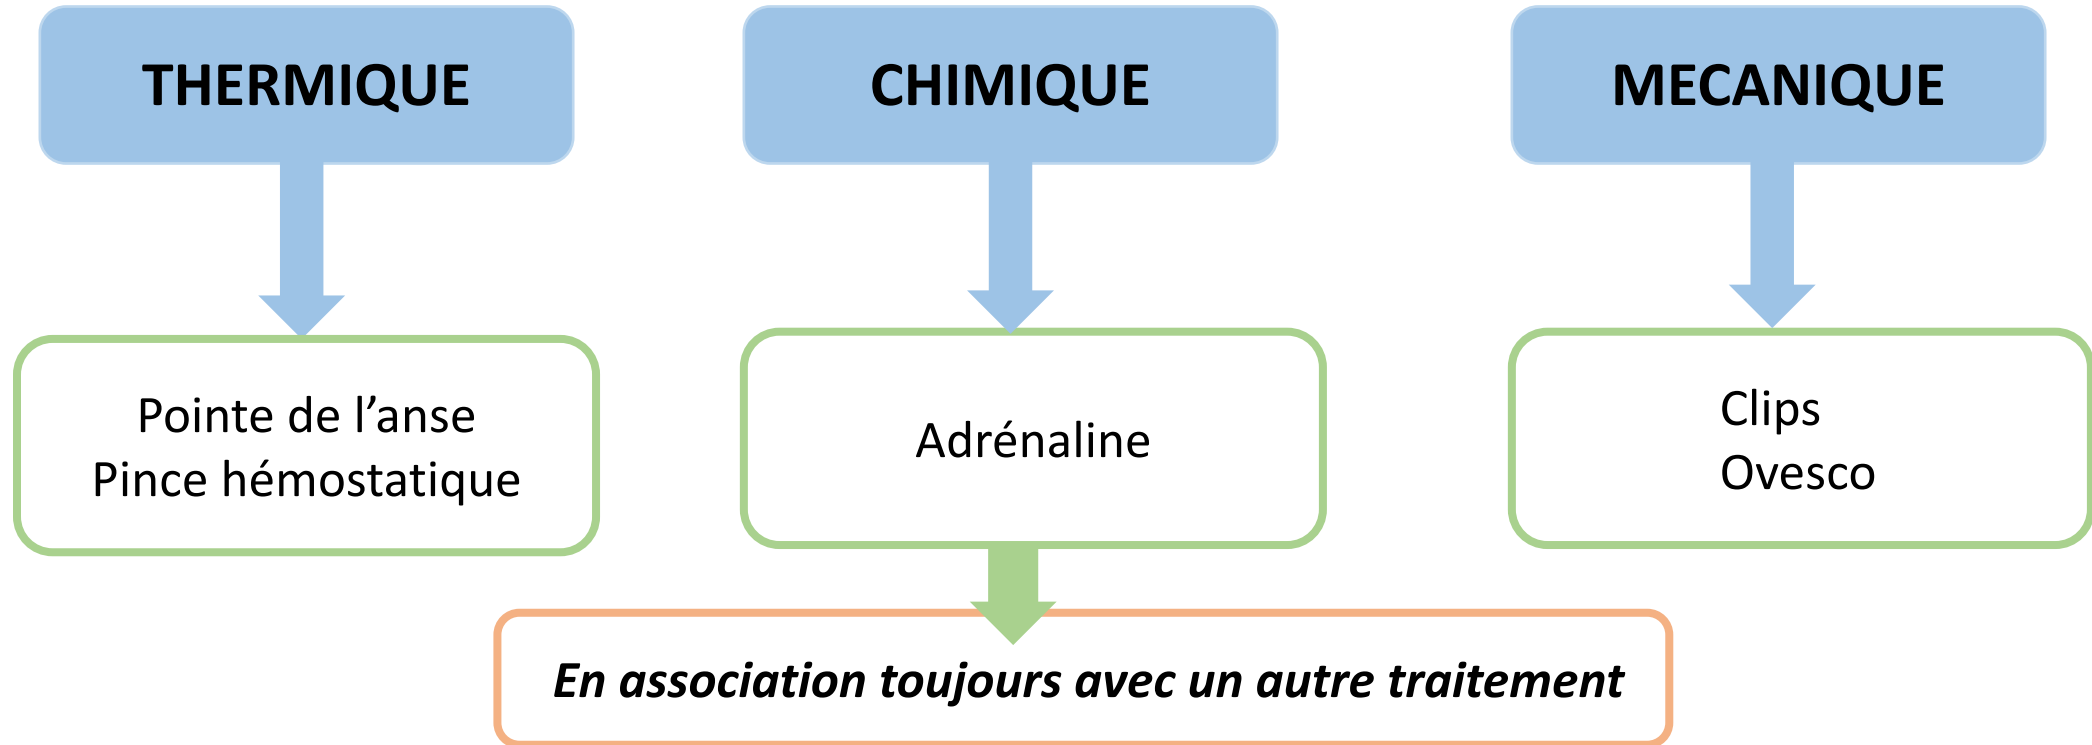 THERMIQUE
CHIMIQUE
MECANIQUE
Pointe de l’anse
Pince hémostatique
Adrénaline
Clips
Ovesco
En association toujours avec un autre traitement